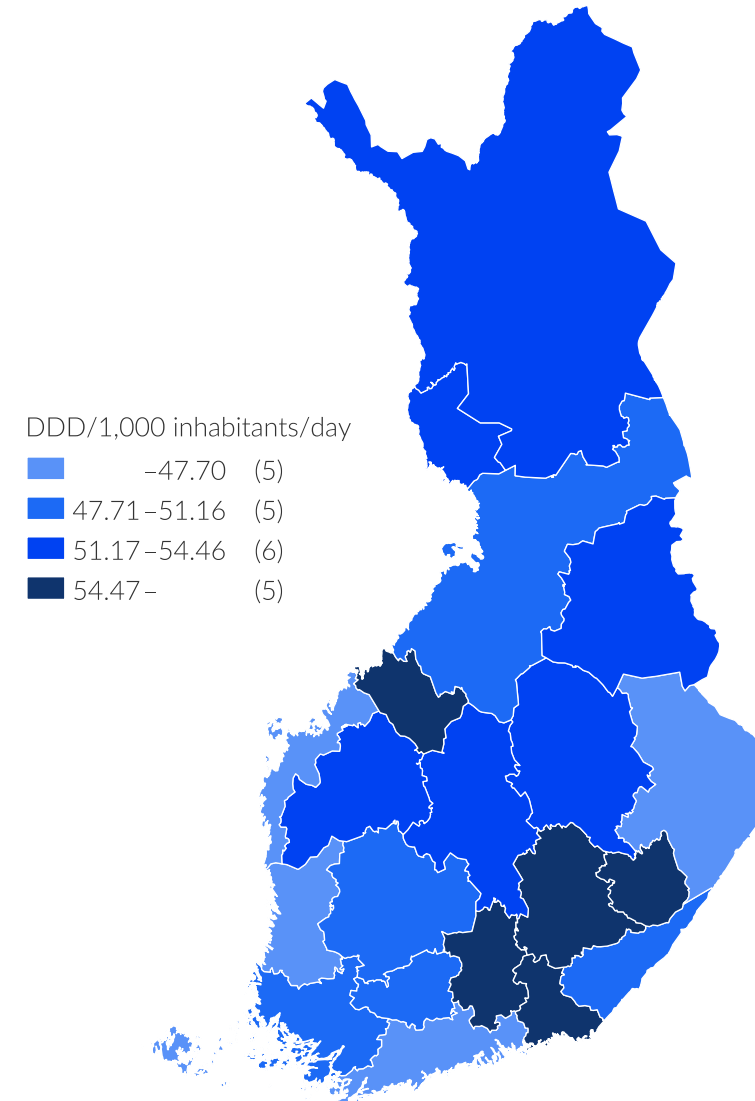 DDD/1,000 inhabitants/day
–47.70 (5)
47.71–51.16 (5)
51.17–54.46 (6)
54.47– (5)